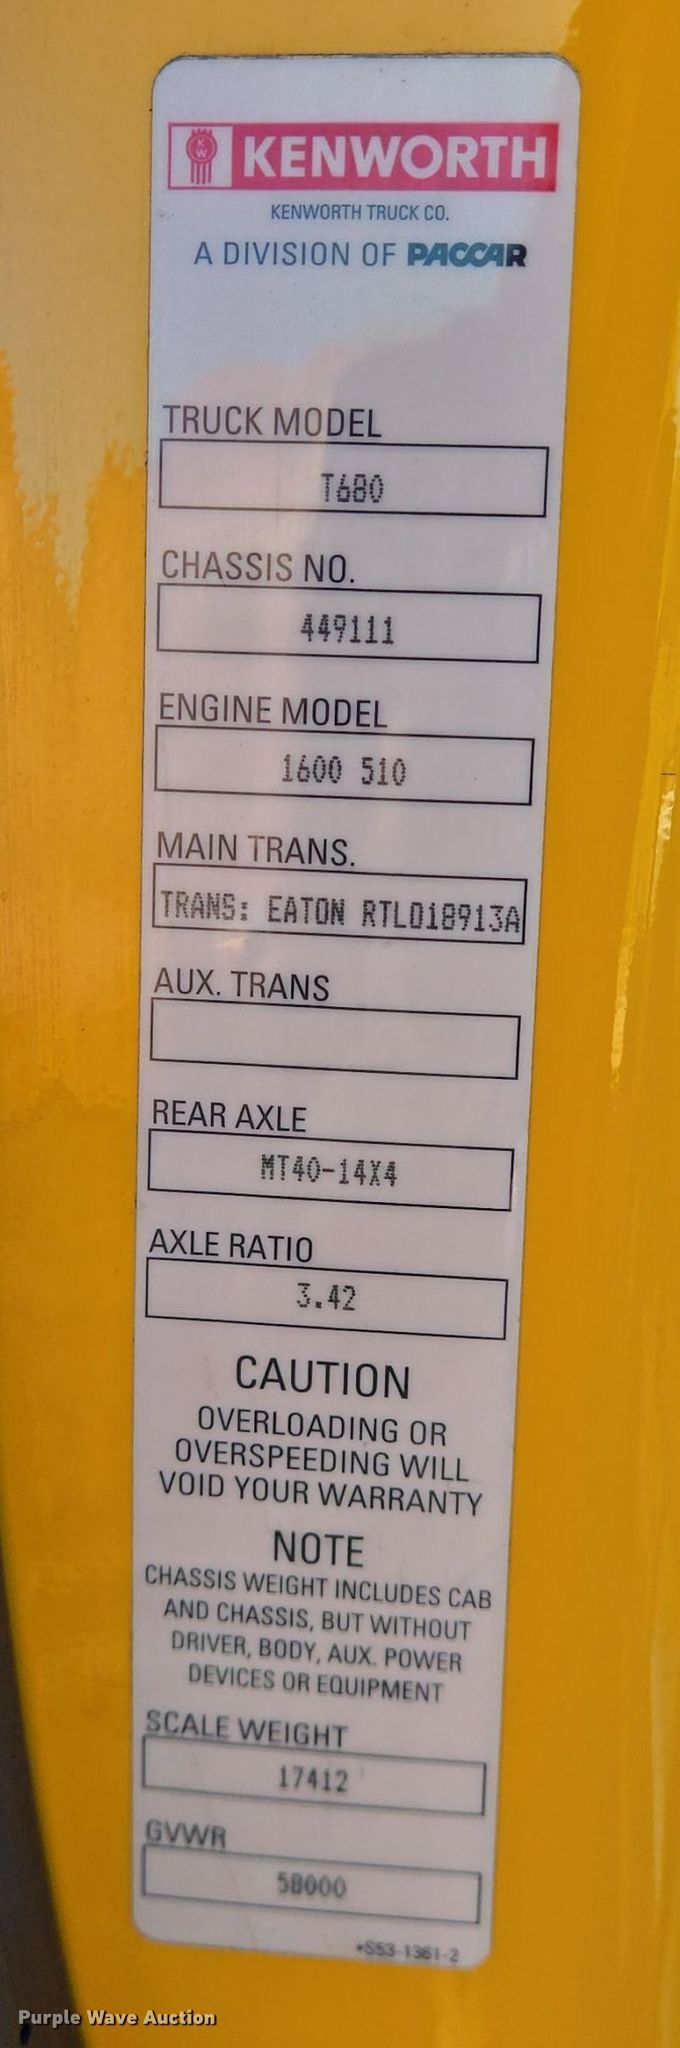 KW KENWORTH
KENWORTH TRUCK CO.
A DIVISION OF PACCAR
TRUCK MODEL
T680
CHASSIS NO.
449111
ENGINE MODEL
1600 510
MAIN TRANS.
TRANS: EATON RTLO18913A
AUX. TRANS
REAR AXLE
MT40-14X4
AXLE RATIO
3.42
CAUTION
OVERLOADING OR
OVERSPEEDING WILL
VOID YOUR WARRANTY
NOTE
CHASSIS WEIGHT INCLUDES CAB
AND CHASSIS, BUT WITHOUT
DRIVER, BODY, AUX. POWER
DEVICES OR EQUIPMENT
SCALE WEIGHT
17412
GVWR
58000
*S53-1361-2
Purple Wave Auction